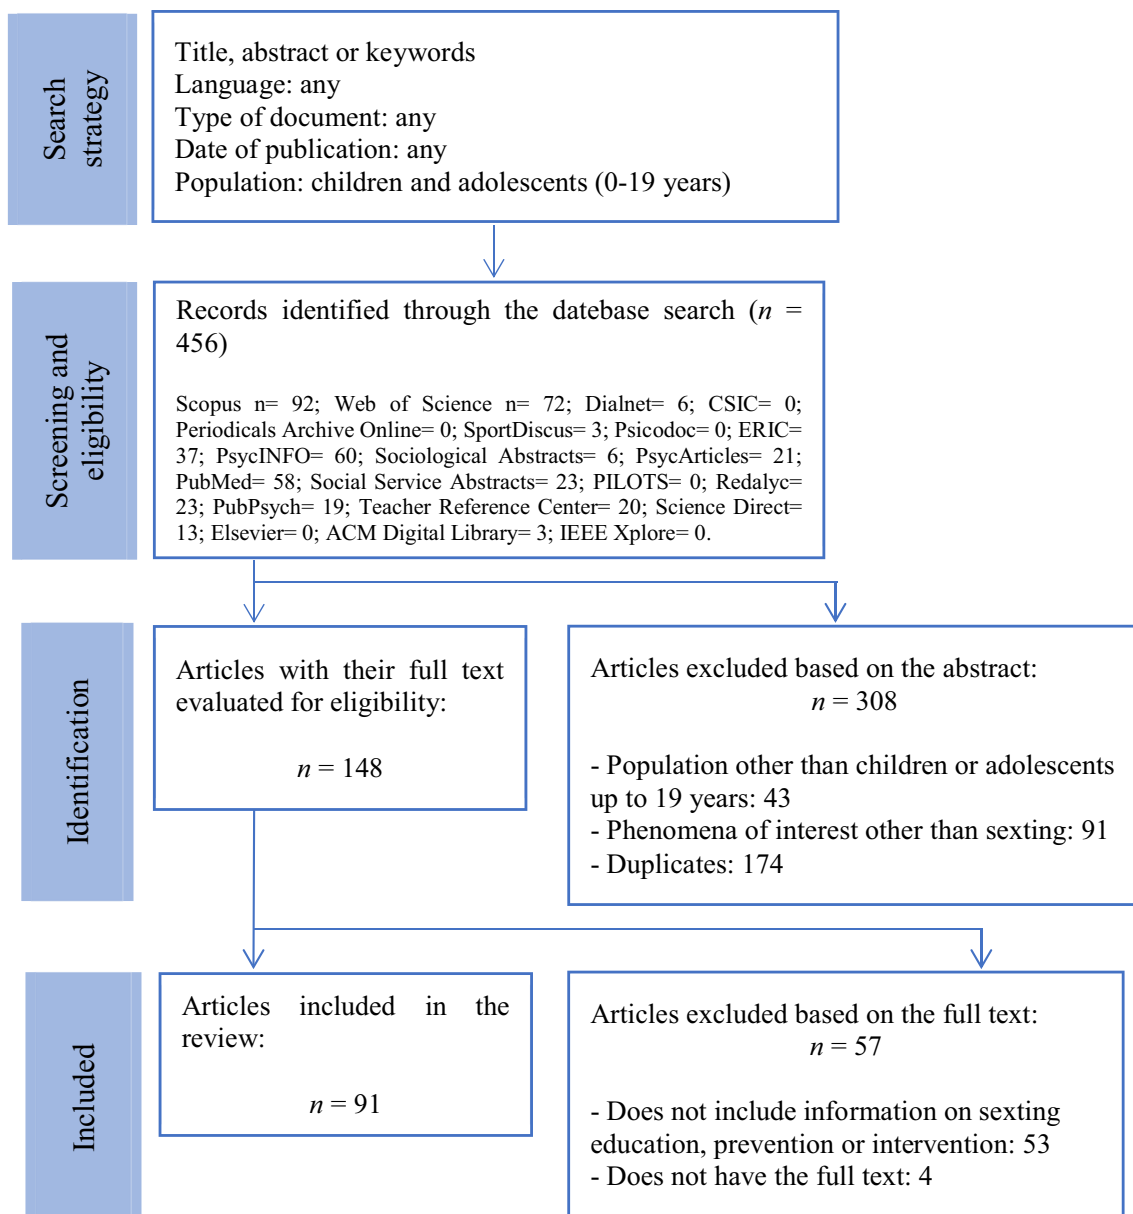 Search
strategy
Title, abstract or keywords
Language: any
Type of document: any
Date of publication: any
Population: children and adolescents (0-19 years)
Screening and
eligibility
Records identified through the datebase search (n =
456)
Scopus n= 92; Web of Science n= 72; Dialnet= 6; CSIC= 0;
Periodicals Archive Online= 0; SportDiscus= 3; Psicodoc= 0; ERIC=
37; PsycINFO= 60; Sociological Abstracts= 6; PsycArticles= 21;
PubMed= 58; Social Service Abstracts= 23; PILOTS= 0; Redalyc=
23; PubPsych= 19; Teacher Reference Center= 20; Science Direct=
13; Elsevier= 0; ACM Digital Library= 3; IEEE Xplore= 0.
Identification
Articles with their full text
evaluated for eligibility:
n = 148
Articles excluded based on the abstract:
n = 308
- Population other than children or adolescents
up to 19 years: 43
- Phenomena of interest other than sexting: 91
- Duplicates: 174
Included
Articles included in the
review:
n = 91
Articles excluded based on the full text:
n = 57
- Does not include information on sexting
education, prevention or intervention: 53
- Does not have the full text: 4